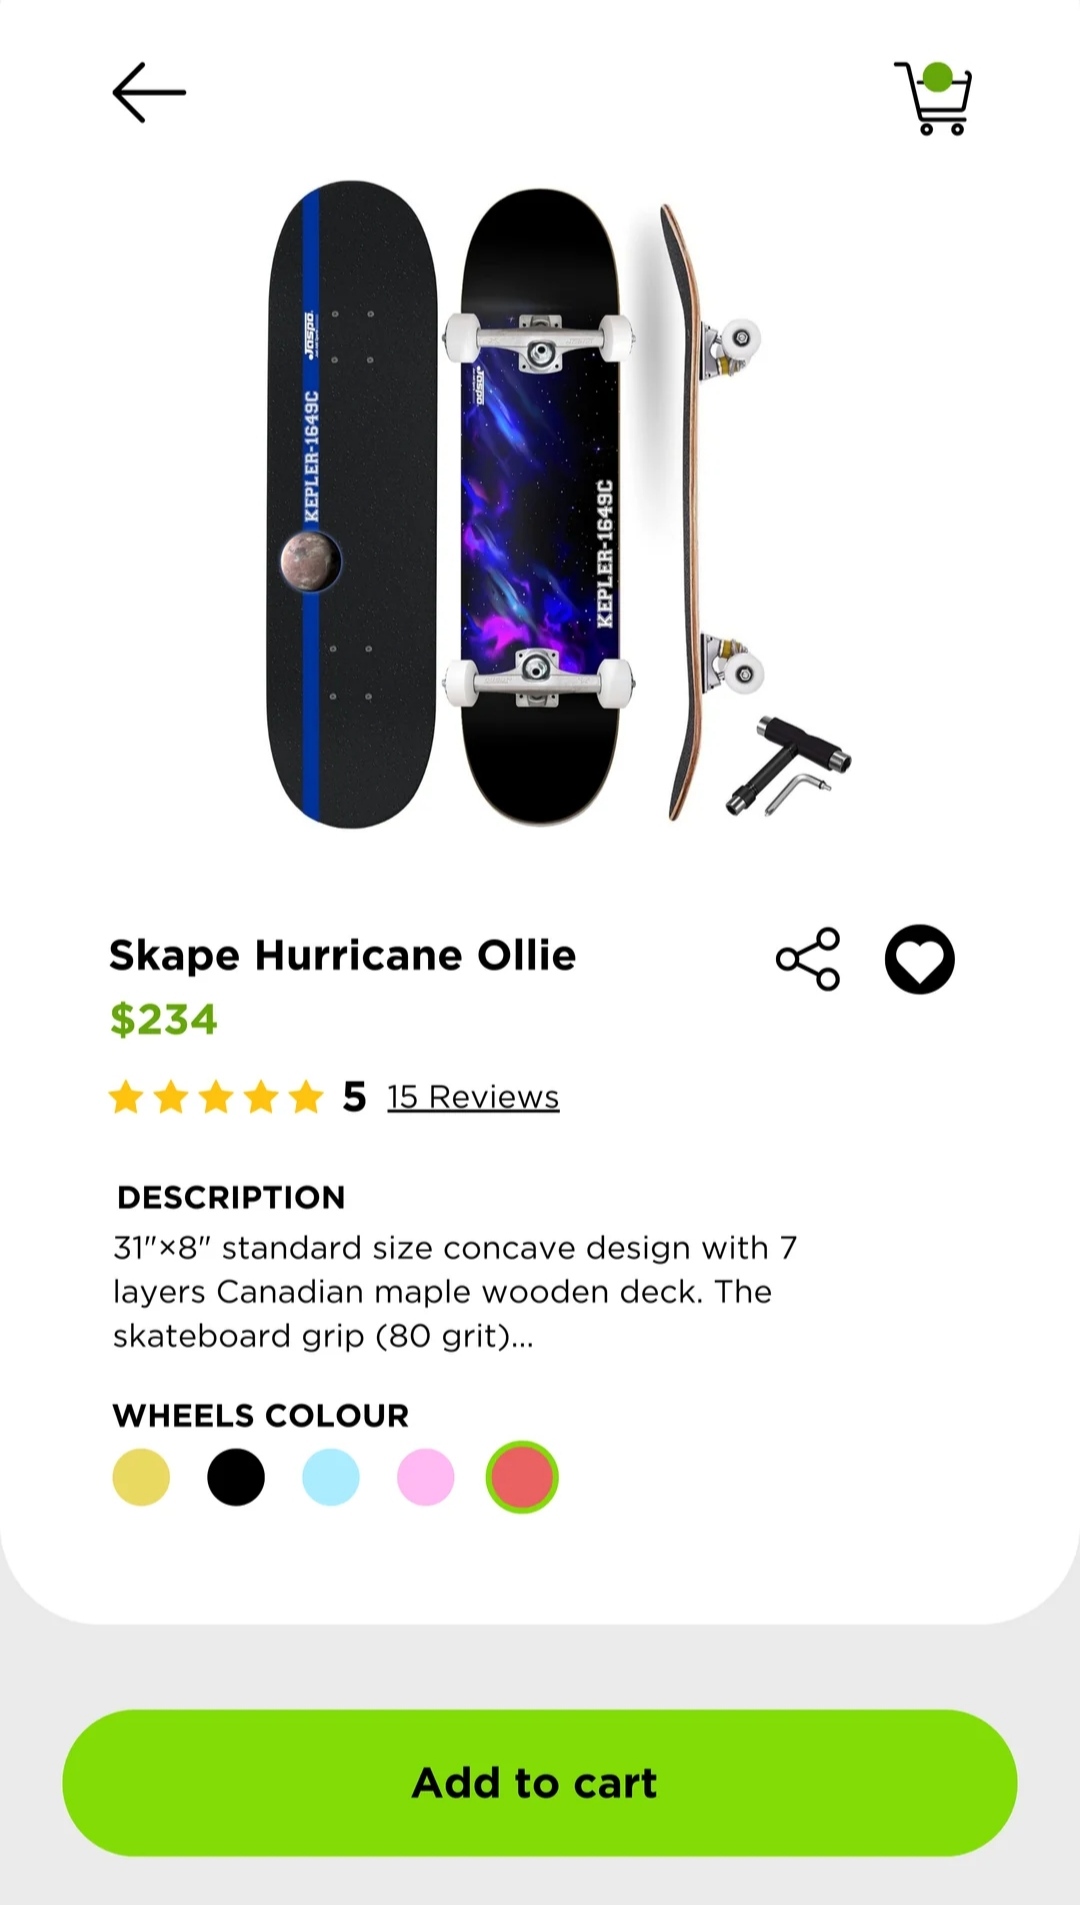 Jaspo
KEPLER-1649C
Jaspo
KEPLER-1649C
Skape Hurricane Ollie
$234
5 15 Reviews
DESCRIPTION
31"×8" standard size concave design with 7
layers Canadian maple wooden deck. The
skateboard grip (80 grit)...
WHEELS COLOUR
Add to cart